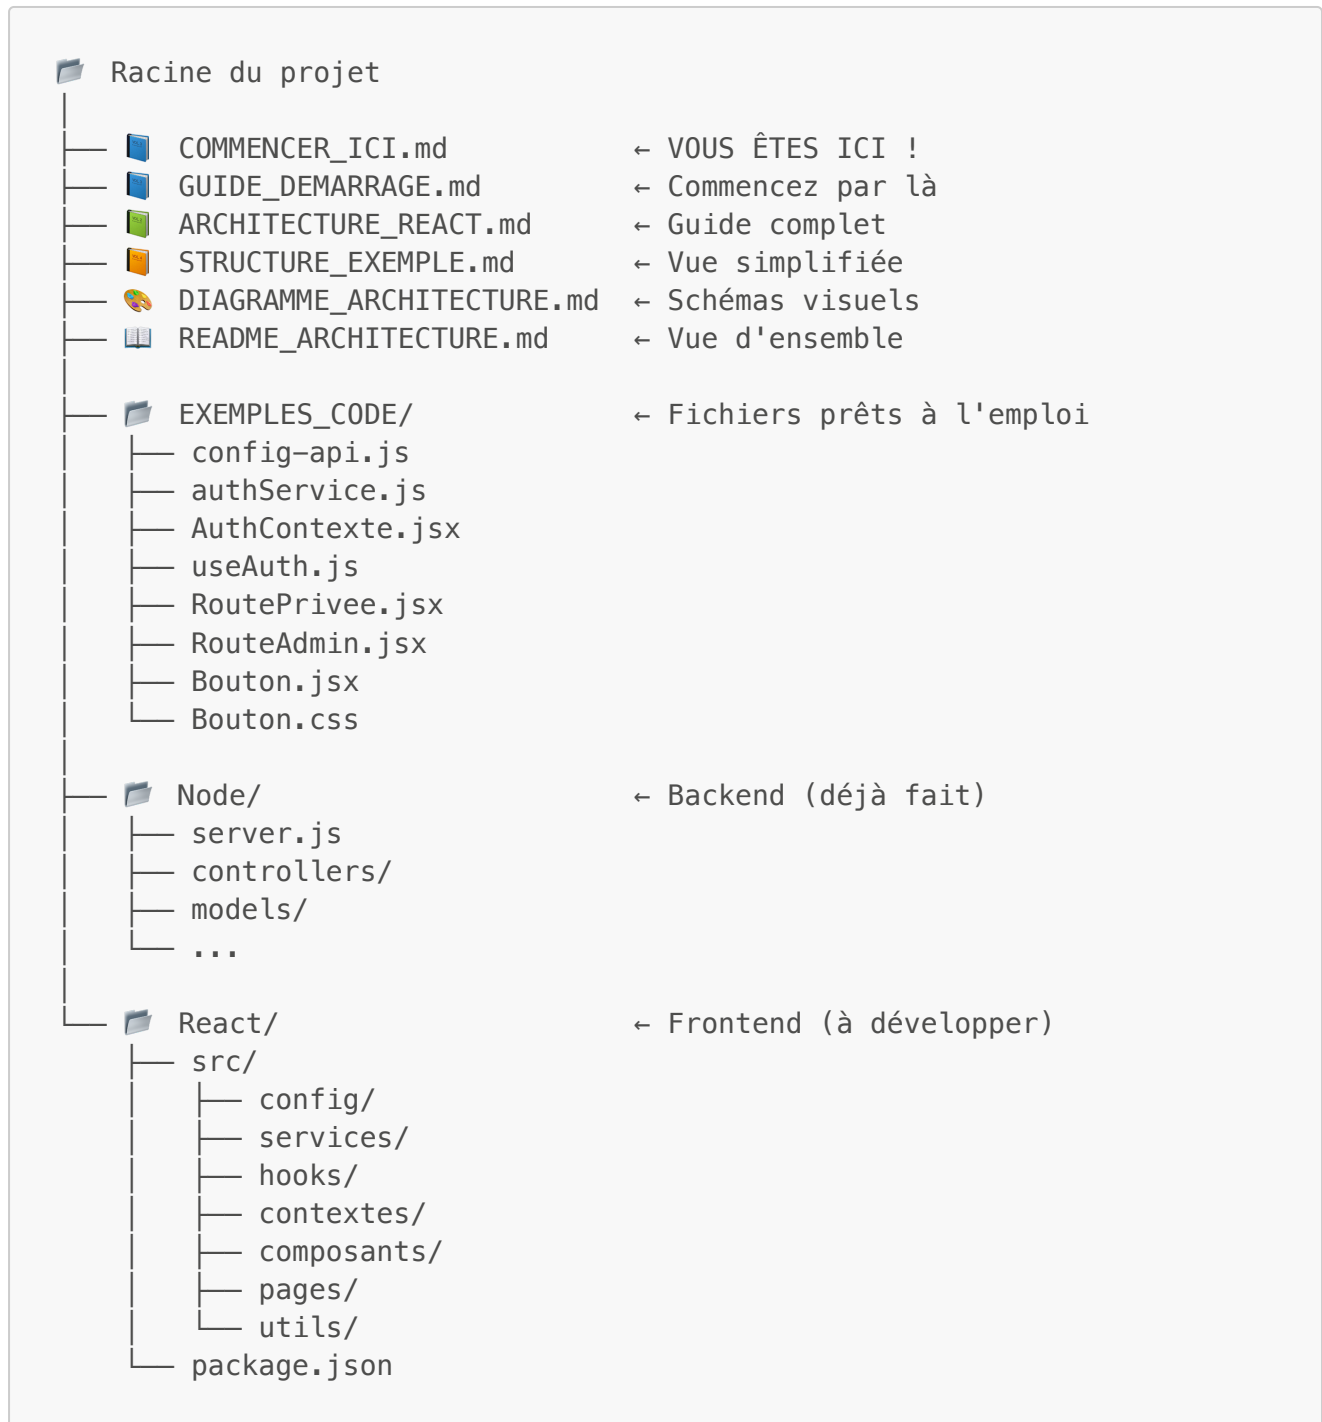 Racine du projet
├── COMMENCER_ICI.md ← VOUS ÊTES ICI !
├── GUIDE_DEMARRAGE.md ← Commencez par là
├── ARCHITECTURE_REACT.md ← Guide complet
├── STRUCTURE_EXEMPLE.md ← Vue simplifiée
├── DIAGRAMME_ARCHITECTURE.md ← Schémas visuels
├── README_ARCHITECTURE.md ← Vue d'ensemble
├── EXEMPLES_CODE/ ← Fichiers prêts à l'emploi
│   ├── config-api.js
│   ├── authService.js
│   ├── AuthContexte.jsx
│   ├── useAuth.js
│   ├── RoutePrivee.jsx
│   ├── RouteAdmin.jsx
│   ├── Bouton.jsx
│   └── Bouton.css
├── Node/ ← Backend (déjà fait)
│   ├── server.js
│   ├── controllers/
│   ├── models/
│   └── ...
└── React/ ← Frontend (à développer)
    ├── src/
    │   ├── config/
    │   ├── services/
    │   ├── hooks/
    │   ├── contextes/
    │   ├── composants/
    │   ├── pages/
    │   └── utils/
    └── package.json